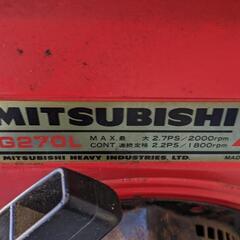 MITSUBISHI
G270L
MAX.最 大 2.7PS/2000rpm
CONT.連続定格 2.2PS/1800rpm
MITSUBISHI HEAVY INDUSTRIES, LTD.
MAD